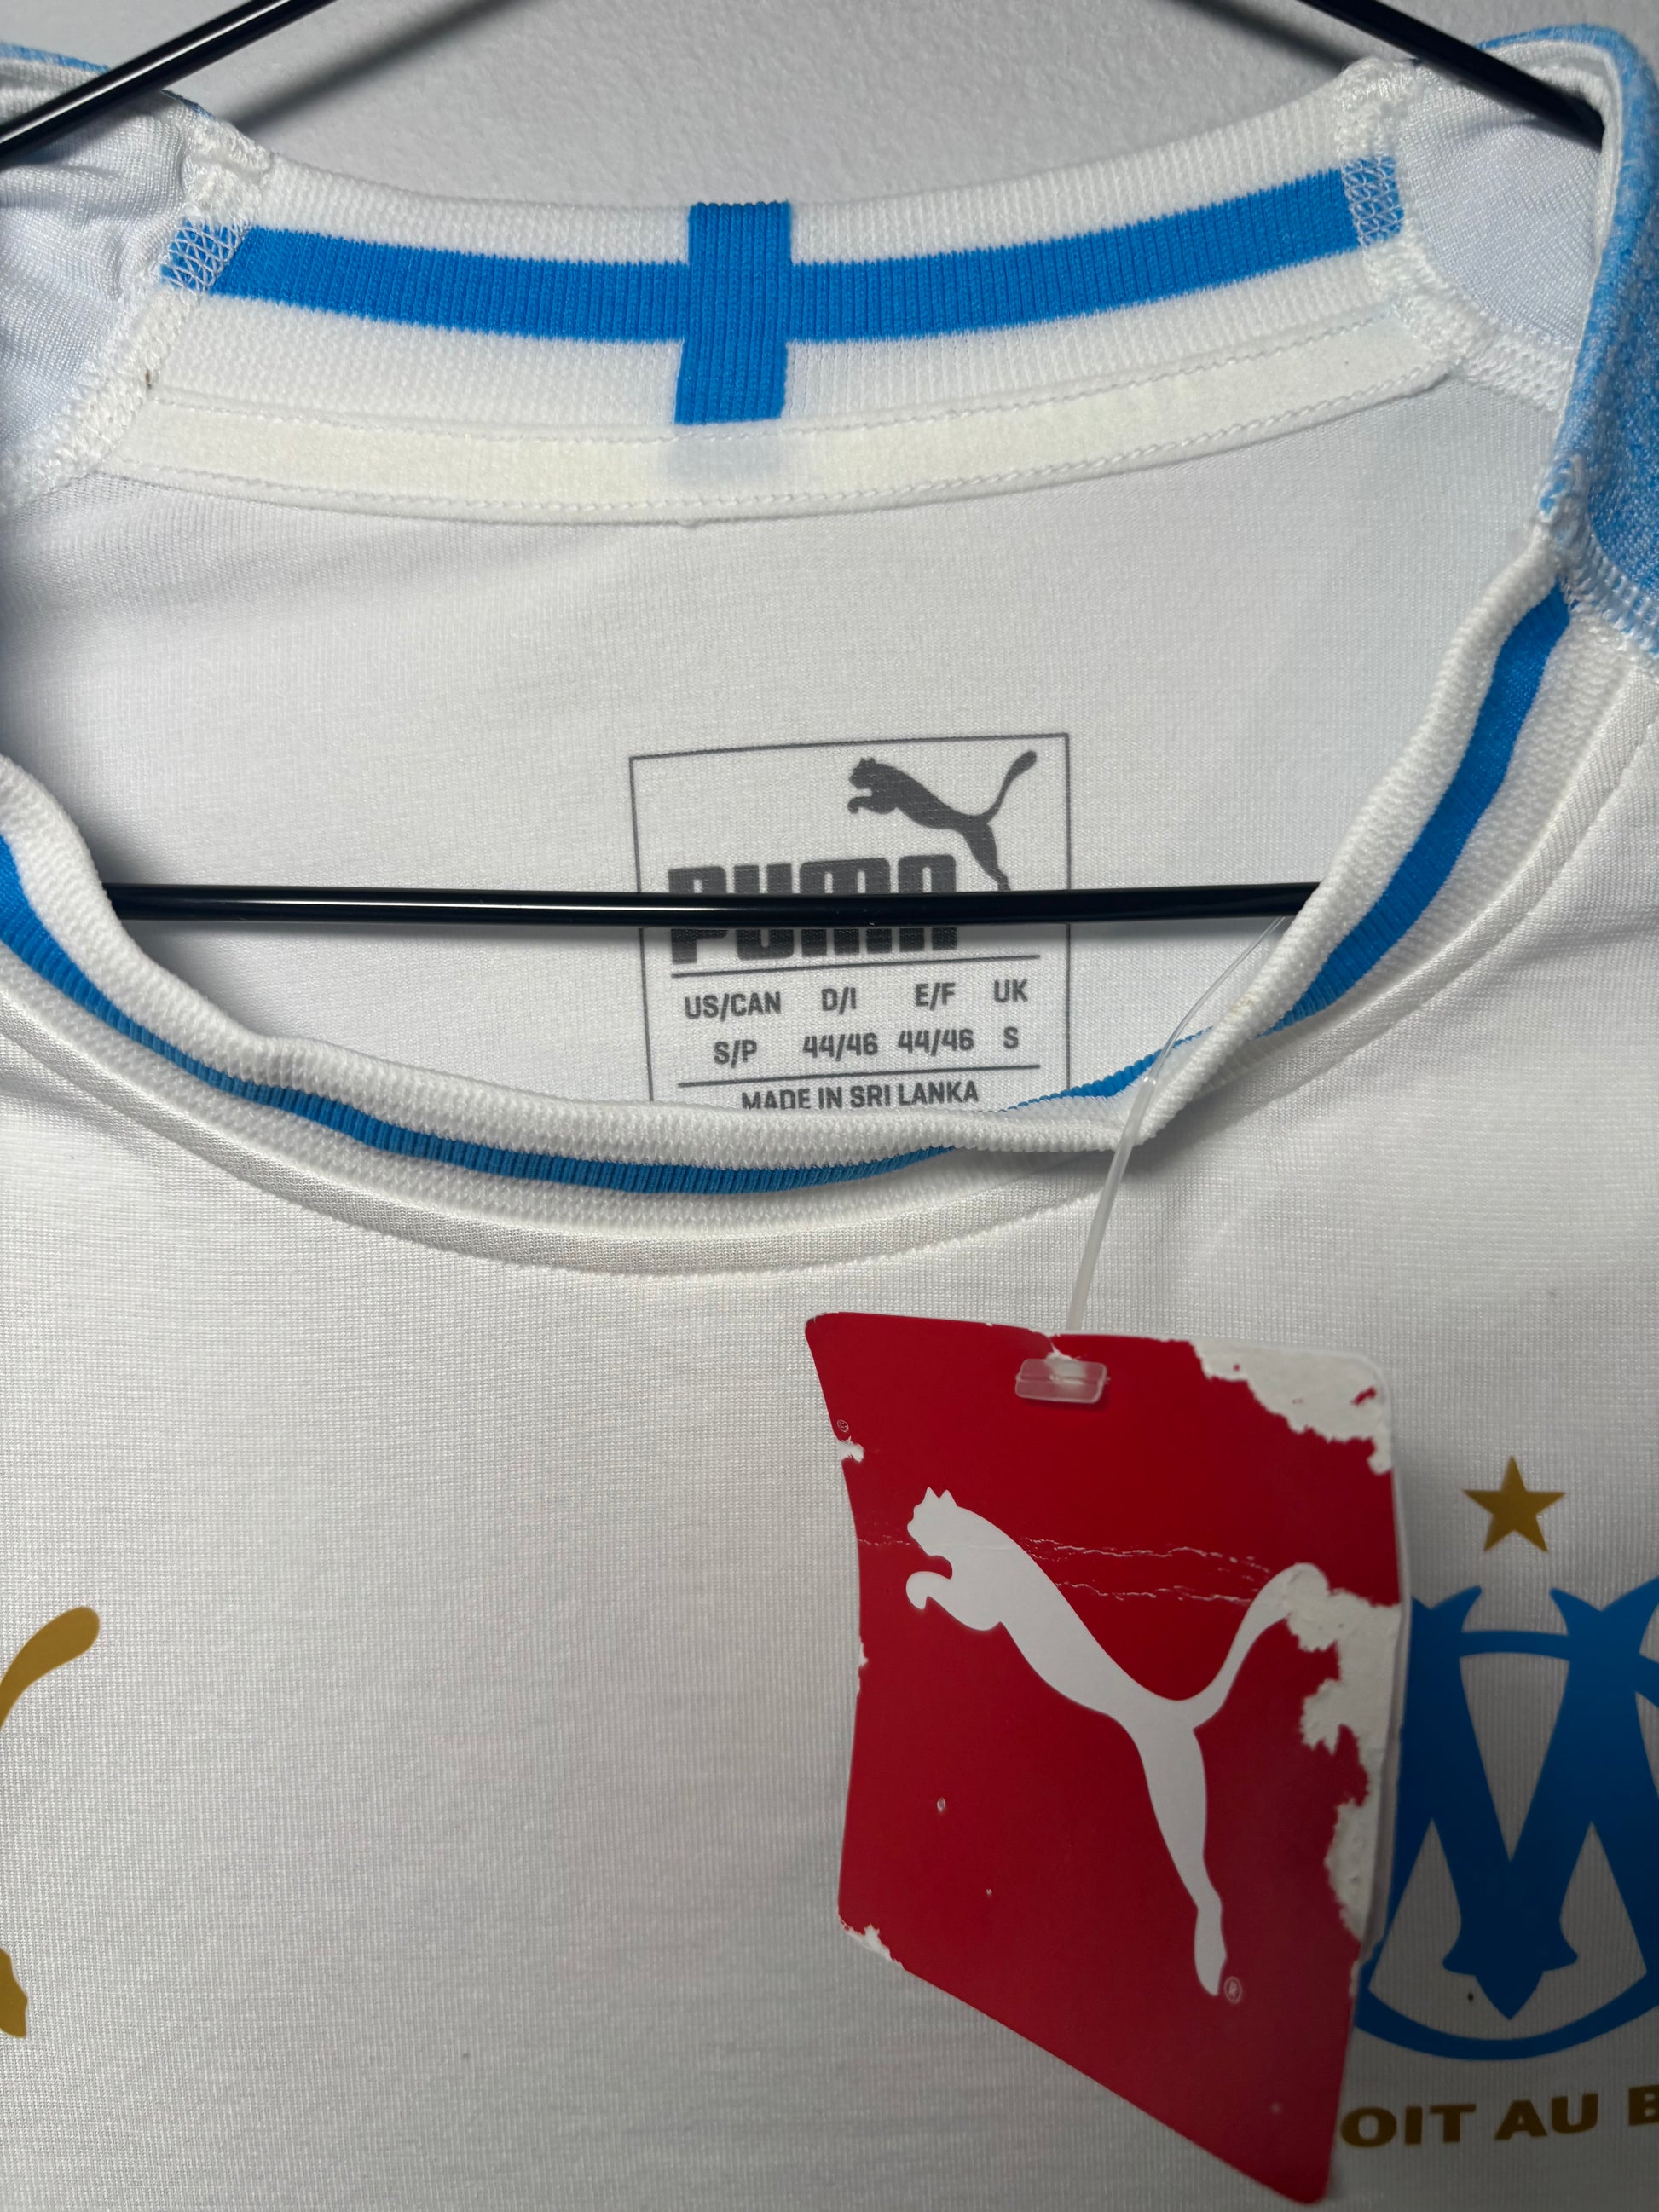 PUMA
US/CAN D/I E/F UK
S/P 44/46 44/46 S
MADE IN SRI LANKA
®
OIT AU B